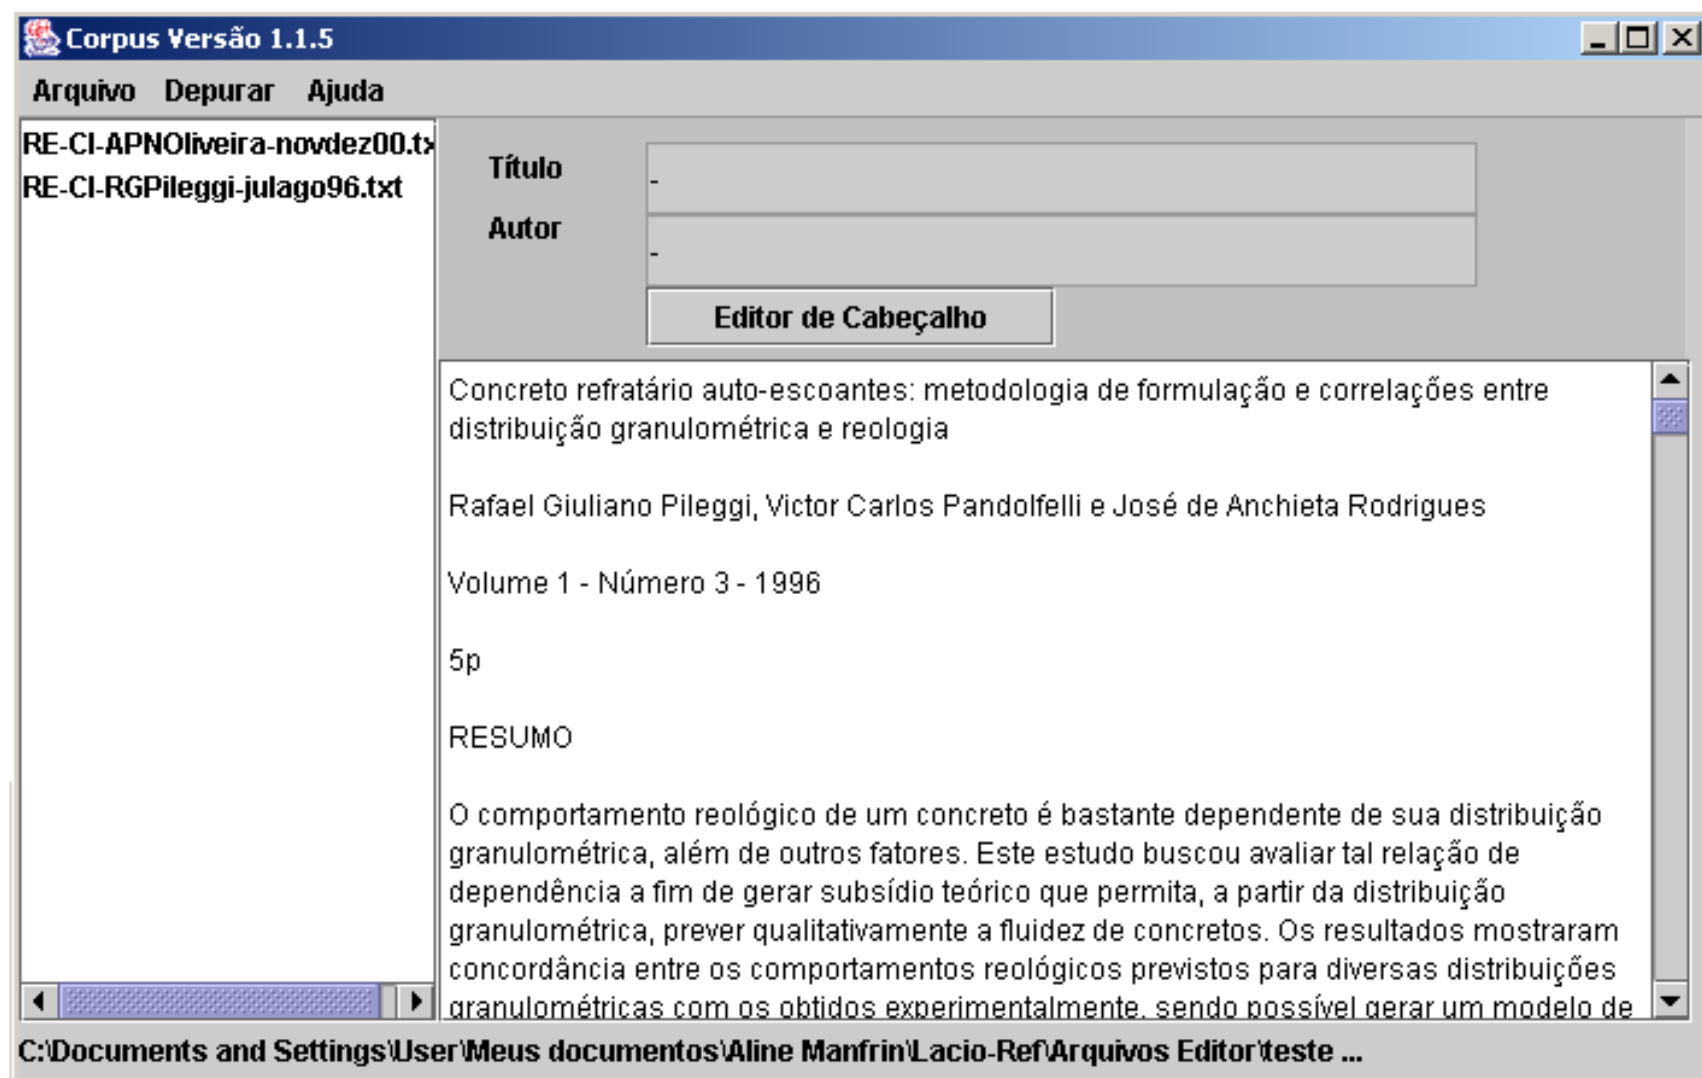 Corpus Versão 1.1.5
Arquivo Depurar Ajuda
RE-CI-APNOliveira-novdez00.tx
RE-CI-RGPileggi-julago96.txt
Título
-
Autor
-
Editor de Cabeçalho
Concreto refratário auto-escoantes: metodologia de formulação e correlações entre
distribuição granulométrica e reologia
Rafael Giuliano Pileggi, Victor Carlos Pandolfelli e José de Anchieta Rodrigues
Volume 1 - Número 3 - 1996
5p
RESUMO
O comportamento reológico de um concreto é bastante dependente de sua distribuição
granulométrica, além de outros fatores. Este estudo buscou avaliar tal relação de
dependência a fim de gerar subsídio teórico que permita, a partir da distribuição
granulométrica, prever qualitativamente a fluidez de concretos. Os resultados mostraram
concordância entre os comportamentos reológicos previstos para diversas distribuições
granulométricas com os obtidos experimentalmente, sendo possível gerar um modelo de
C:\Documents and Settings\User\Meus documentos\Aline Manfrin\Lacio-Ref\Arquivos Editor\teste ...